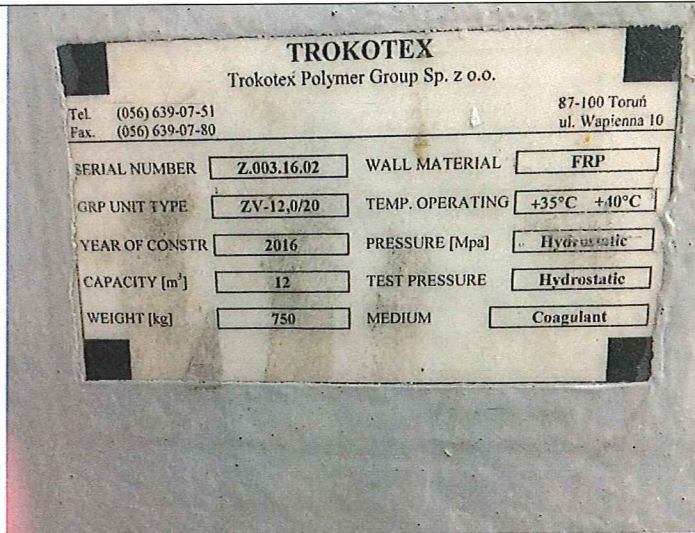 TROKOTEX
Trokotex Polymer Group Sp. z o.o.
Tel. (056) 639-07-51 87-100 Toruń
Fax. (056) 639-07-80 ul. Wapienna 10
SERIAL NUMBER Z.003.16.02 WALL MATERIAL FRP
GRP UNIT TYPE ZV-12,0/20 TEMP. OPERATING +35°C +40°C
YEAR OF CONSTR 2016 PRESSURE [Mpa] Hydrostatic
CAPACITY [m³] 12 TEST PRESSURE Hydrostatic
WEIGHT [kg] 750 MEDIUM Coagulant